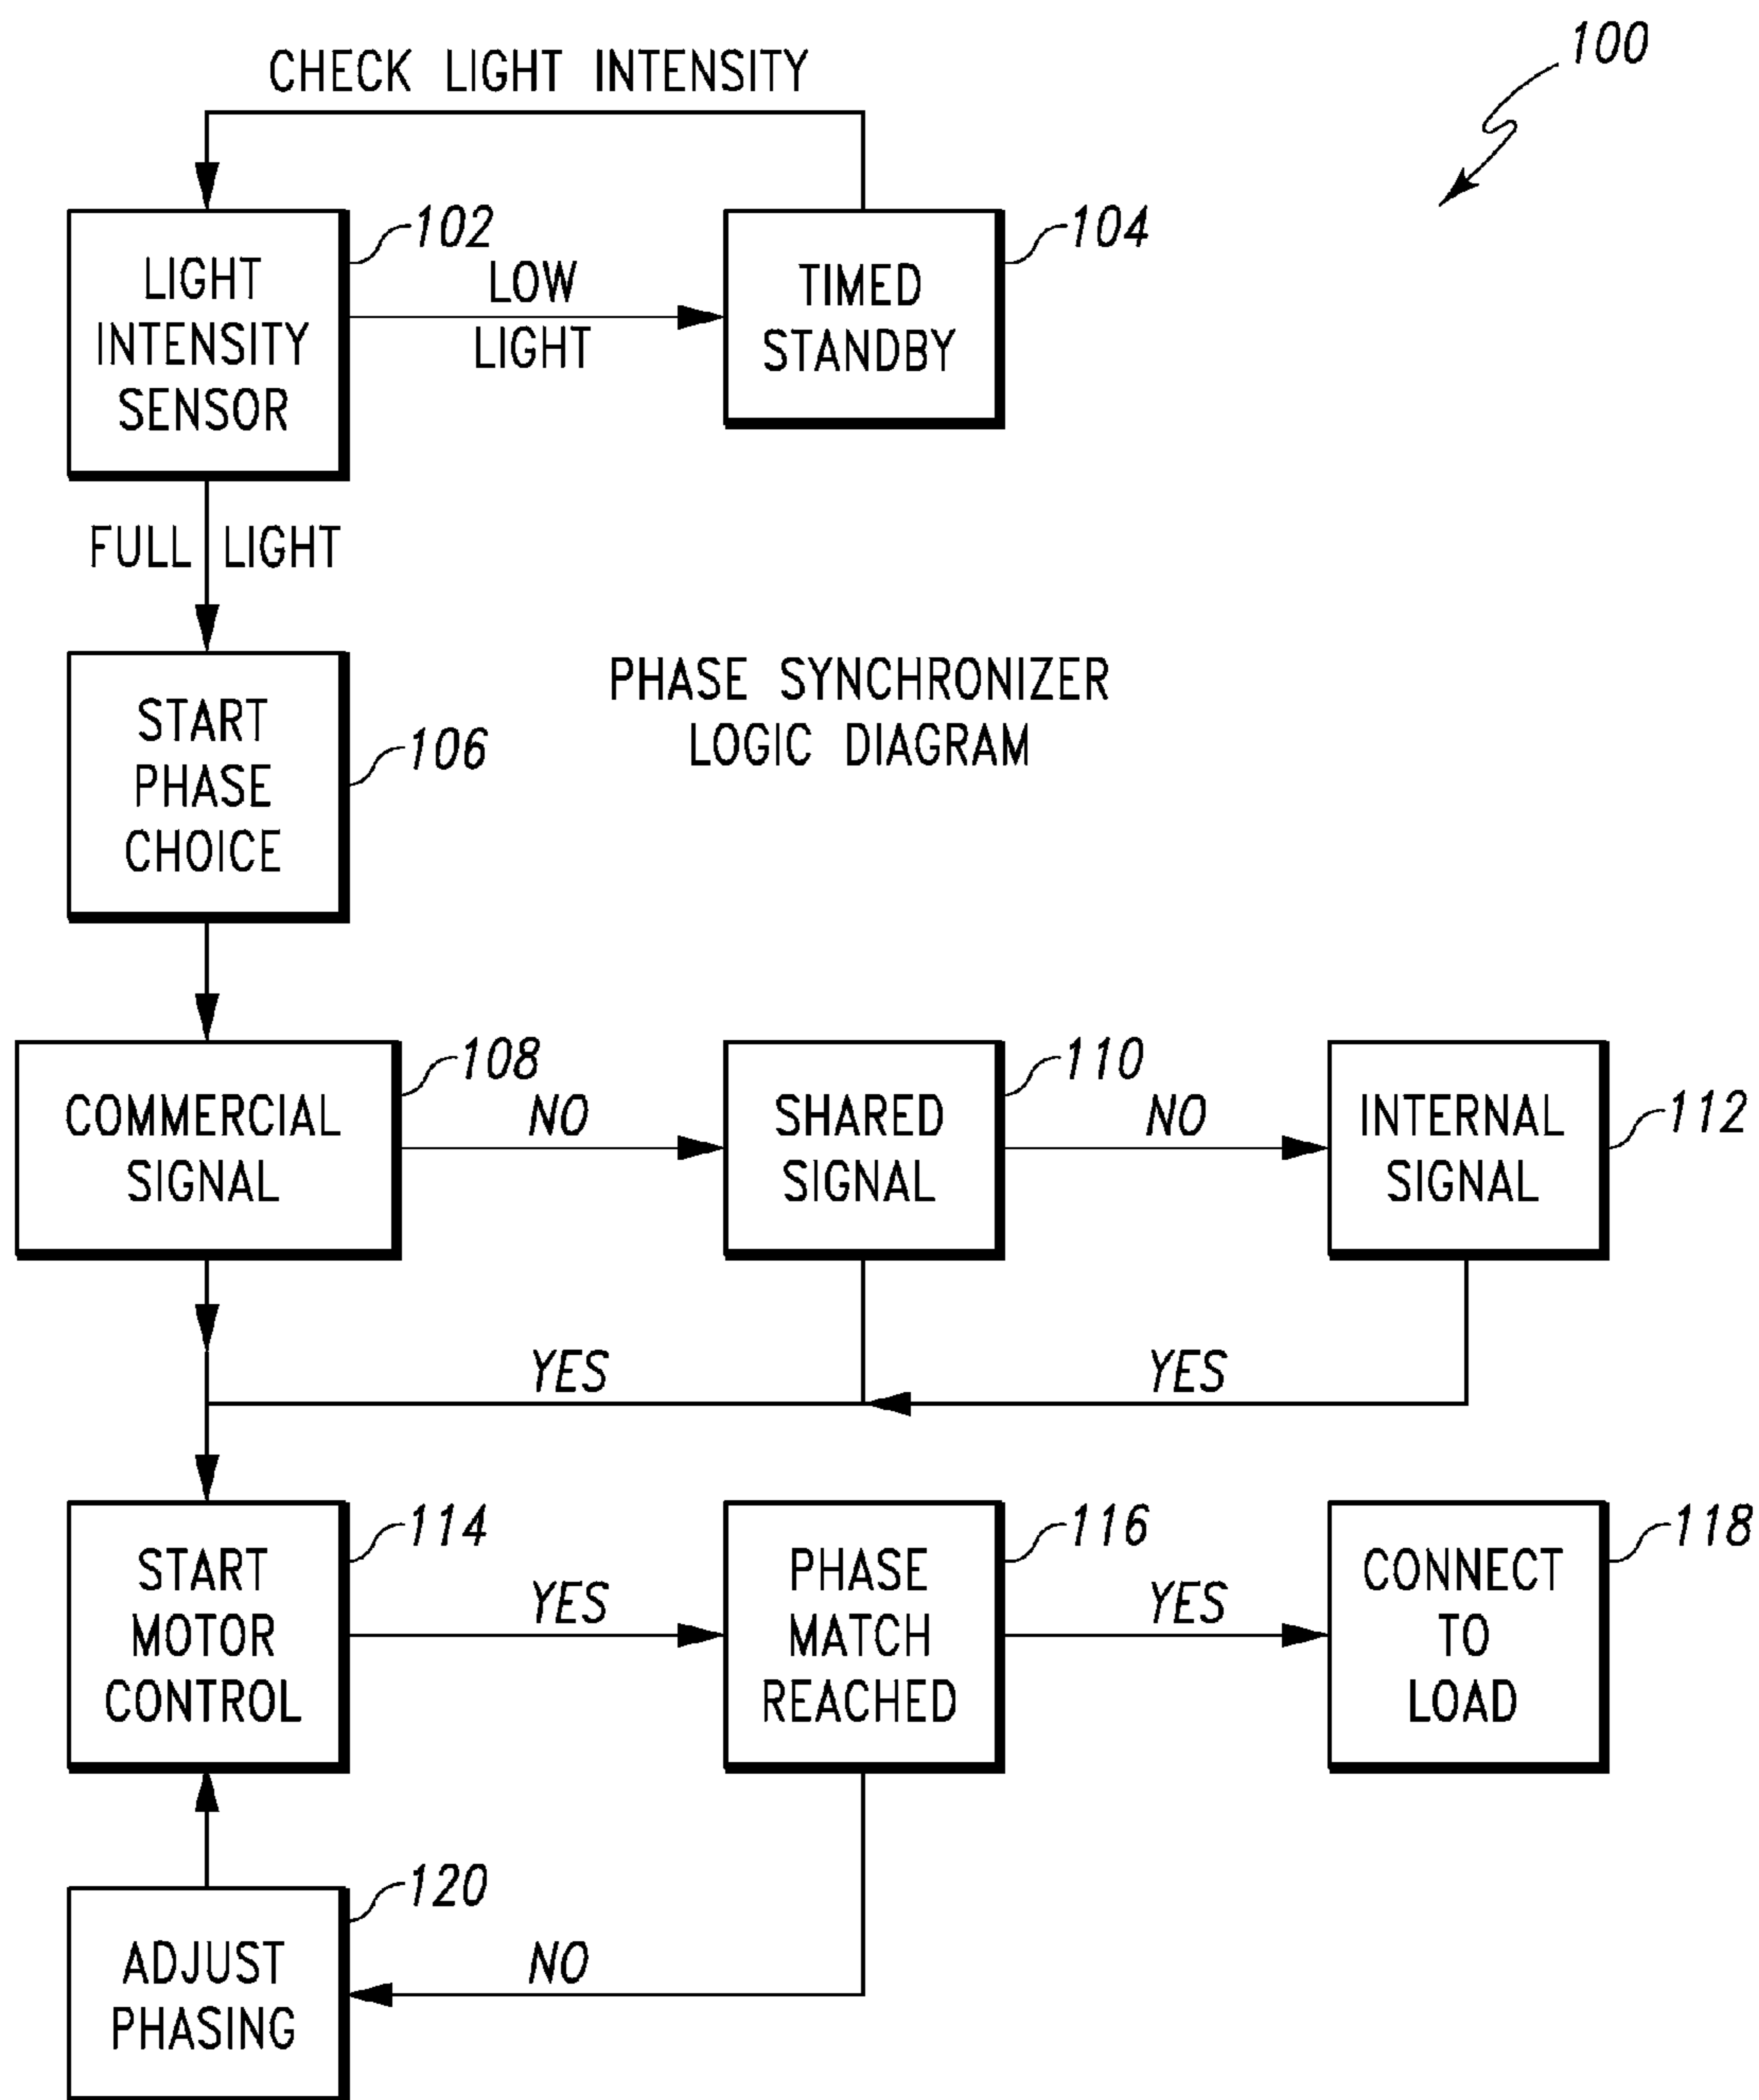 100
CHECK LIGHT INTENSITY
102
104
LIGHT
INTENSITY
SENSOR
LOW
LIGHT
TIMED
STANDBY
FULL LIGHT
START
PHASE
CHOICE
106
PHASE SYNCHRONIZER
LOGIC DIAGRAM
COMMERCIAL
SIGNAL
108
NO
SHARED
SIGNAL
110
NO
INTERNAL
SIGNAL
112
YES
YES
START
MOTOR
CONTROL
114
YES
PHASE
MATCH
REACHED
116
YES
CONNECT
TO
LOAD
118
ADJUST
PHASING
120
NO